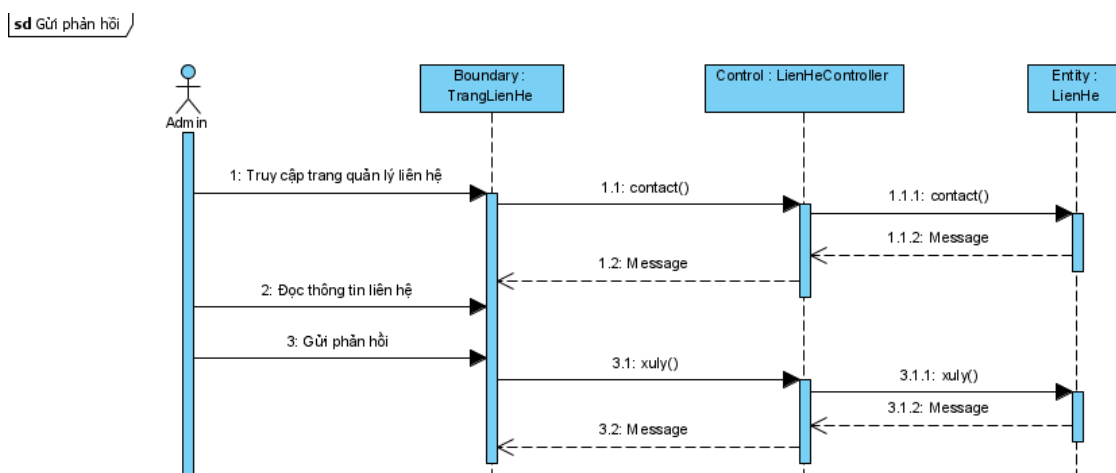 sd Gửi phản hồi
Boundary :
TrangLienHe
Control : LienHeController
Entity :
LienHe
Admin
1: Truy cập trang quản lý liên hệ
1.1: contact()
1.1.1: contact()
1.1.2: Message
1.2: Message
2: Đọc thông tin liên hệ
3: Gửi phản hồi
3.1: xuly()
3.1.1: xuly()
3.1.2: Message
3.2: Message